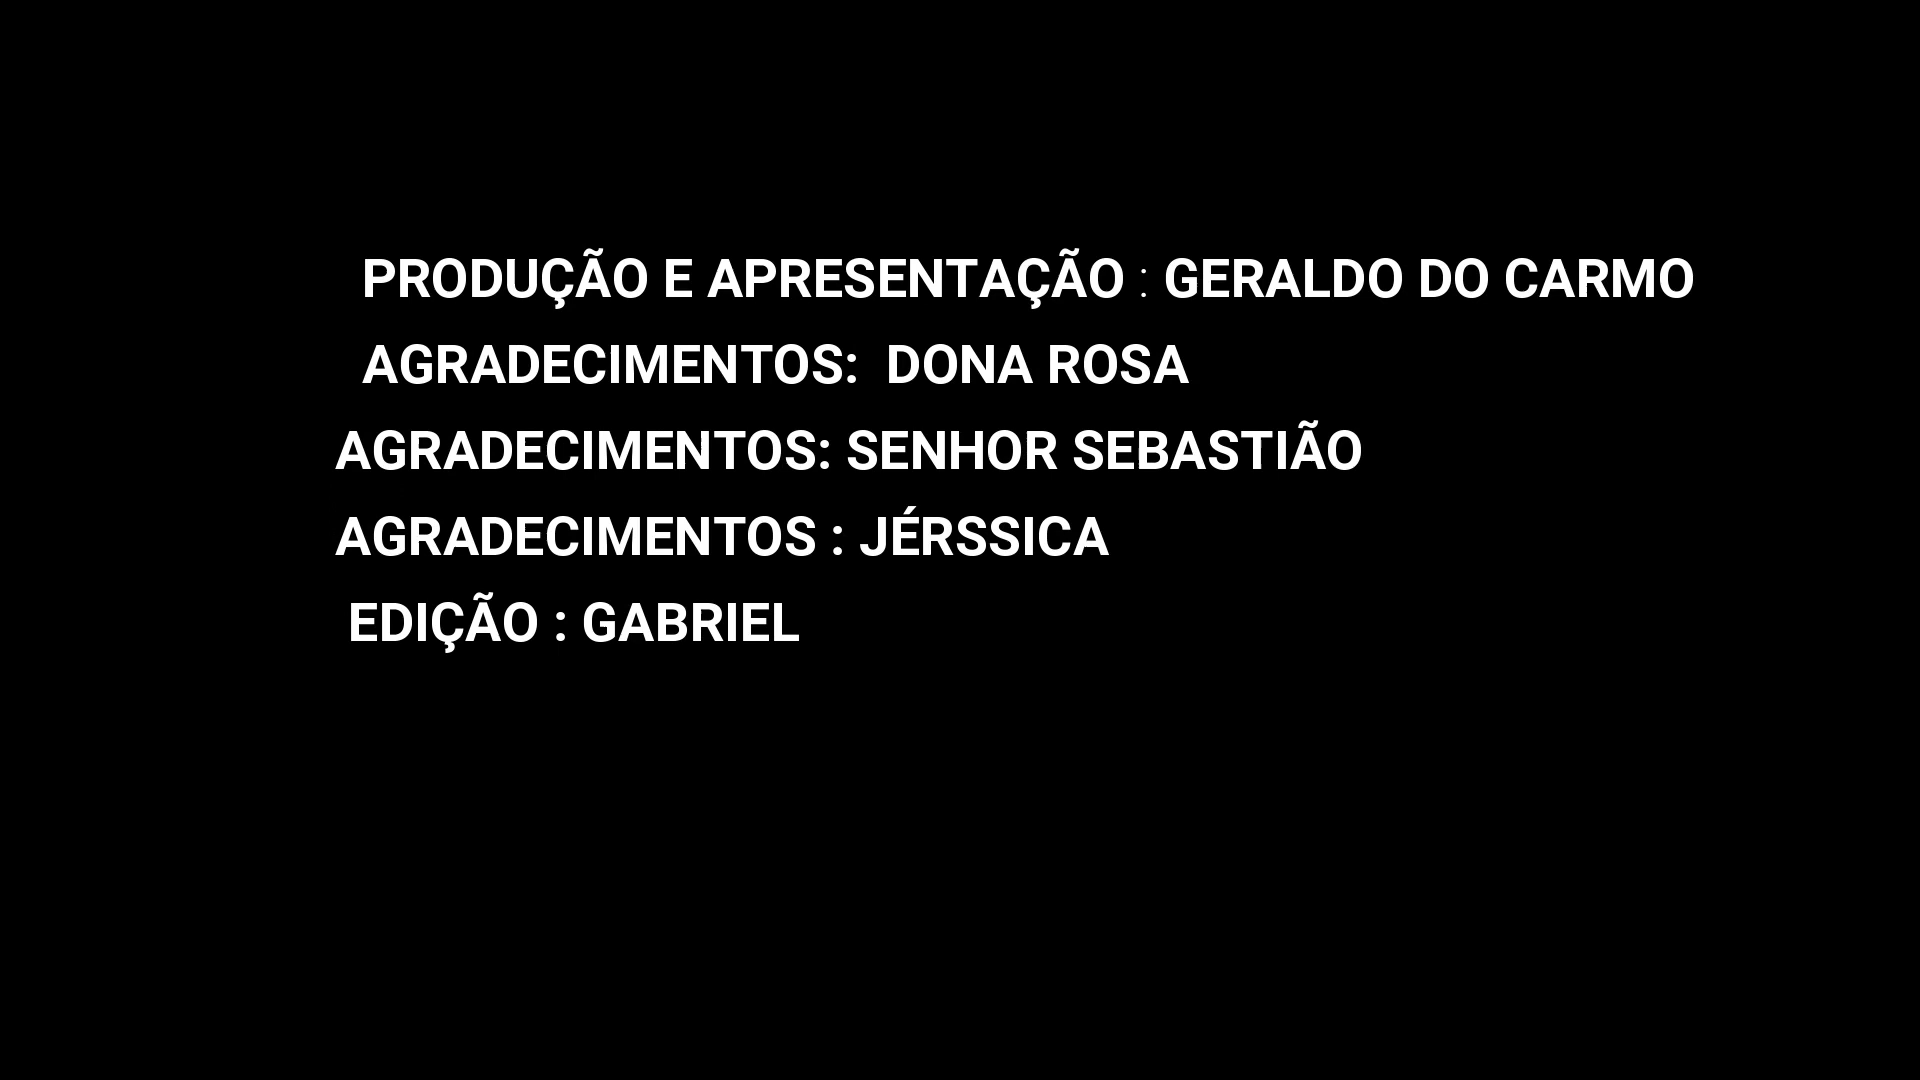 PRODUÇÃO E APRESENTAÇÃO : GERALDO DO CARMO
AGRADECIMENTOS: DONA ROSA
AGRADECIMENTOS: SENHOR SEBASTIÃO
AGRADECIMENTOS : JÉRSSICA
EDIÇÃO : GABRIEL